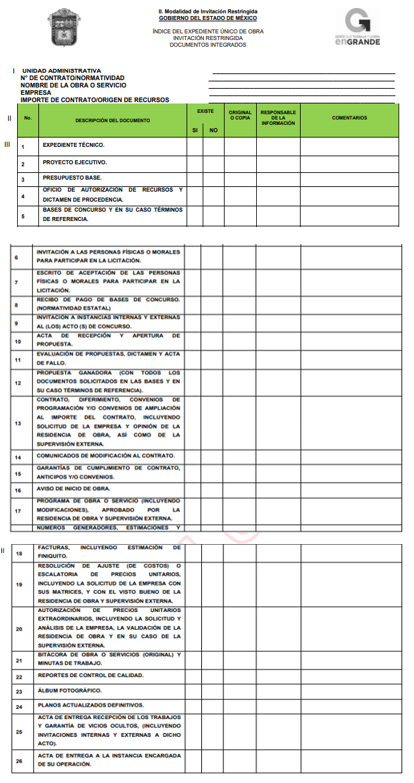 II. Modalidad de Invitación Restringida
GOBIERNO DEL ESTADO DE MÉXICO
ÍNDICE DEL EXPEDIENTE ÚNICO DE OBRA
INVITACIÓN RESTRINGIDA
DOCUMENTOS INTEGRADOS
enGRANDE
I UNIDAD ADMINISTRATIVA
N° DE CONTRATO/NORMATIVIDAD
NOMBRE DE LA OBRA O SERVICIO
EMPRESA
IMPORTE DE CONTRATO/ORIGEN DE RECURSOS
II No. DESCRIPCIÓN DEL DOCUMENTO EXISTE SI NO ORIGINAL O COPIA RESPONSABLE DE LA INFORMACIÓN COMENTARIOS
III 1 EXPEDIENTE TÉCNICO.
2 PROYECTO EJECUTIVO.
3 PRESUPUESTO BASE.
4 OFICIO DE AUTORIZACION DE RECURSOS Y
DICTAMEN DE PROCEDENCIA.
5 BASES DE CONCURSO Y EN SU CASO TÉRMINOS
DE REFERENCIA.
6 INVITACIÓN A LAS PERSONAS FÍSICAS O MORALES
PARA PARTICIPAR EN LA LICITACIÓN.
7 ESCRITO DE ACEPTACIÓN DE LAS PERSONAS
FÍSICAS O MORALES PARA PARTICIPAR EN LA
LICITACIÓN.
8 RECIBO DE PAGO DE BASES DE CONCURSO.
(NORMATIVIDAD ESTATAL)
9 INVITACIÓN A INSTANCIAS INTERNAS Y EXTERNAS
AL (LOS) ACTO (S) DE CONCURSO.
10 ACTA DE RECEPCIÓN Y APERTURA DE
PROPUESTA.
11 EVALUACIÓN DE PROPUESTAS, DICTAMEN Y ACTA
DE FALLO.
12 PROPUESTA GANADORA (CON TODOS LOS
DOCUMENTOS SOLICITADOS EN LAS BASES Y EN
SU CASO TÉRMINOS DE REFERENCIA).
13 CONTRATO, DIFERIMIENTO, CONVENIOS DE
PROGRAMACIÓN Y/O CONVENIOS DE AMPLIACIÓN
AL IMPORTE DEL CONTRATO, INCLUYENDO
SOLICITUD DE LA EMPRESA Y OPINIÓN DE LA
RESIDENCIA DE OBRA, ASÍ COMO DE LA
SUPERVISIÓN EXTERNA.
14 COMUNICADOS DE MODIFICACIÓN AL CONTRATO.
15 GARANTÍAS DE CUMPLIMIENTO DE CONTRATO,
ANTICIPOS Y/O CONVENIOS.
16 AVISO DE INICIO DE OBRA.
17 PROGRAMA DE OBRA O SERVICIO (INCLUYENDO
MODIFICACIONES), APROBADO POR LA
RESIDENCIA DE OBRA Y SUPERVISIÓN EXTERNA.
NÚMEROS GENERADORES, ESTIMACIONES Y
II 18 FACTURAS, INCLUYENDO ESTIMACIÓN DE
FINIQUITO.
19 RESOLUCIÓN DE AJUSTE (DE COSTOS) O
ESCALATORIA DE PRECIOS UNITARIOS,
INCLUYENDO LA SOLICITUD DE LA EMPRESA CON
SUS MATRICES, Y CON EL VISTO BUENO DE LA
RESIDENCIA DE OBRA Y SUPERVISIÓN EXTERNA.
20 AUTORIZACIÓN DE PRECIOS UNITARIOS
EXTRAORDINARIOS, INCLUYENDO LA SOLICITUD Y
ANÁLISIS DE LA EMPRESA, LA VALIDACIÓN DE LA
RESIDENCIA DE OBRA Y EN SU CASO DE LA
SUPERVISIÓN EXTERNA.
21 BITÁCORA DE OBRA O SERVICIOS (ORIGINAL) Y
MINUTAS DE TRABAJO.
22 REPORTES DE CONTROL DE CALIDAD.
23 ÁLBUM FOTOGRÁFICO.
24 PLANOS ACTUALIZADOS DEFINITIVOS.
25 ACTA DE ENTREGA RECEPCIÓN DE LOS TRABAJOS
Y GARANTÍA DE VICIOS OCULTOS, (INCLUYENDO
INVITACIONES INTERNAS Y EXTERNAS A DICHO
ACTO).
26 ACTA DE ENTREGA A LA INSTANCIA ENCARGADA
DE SU OPERACIÓN.